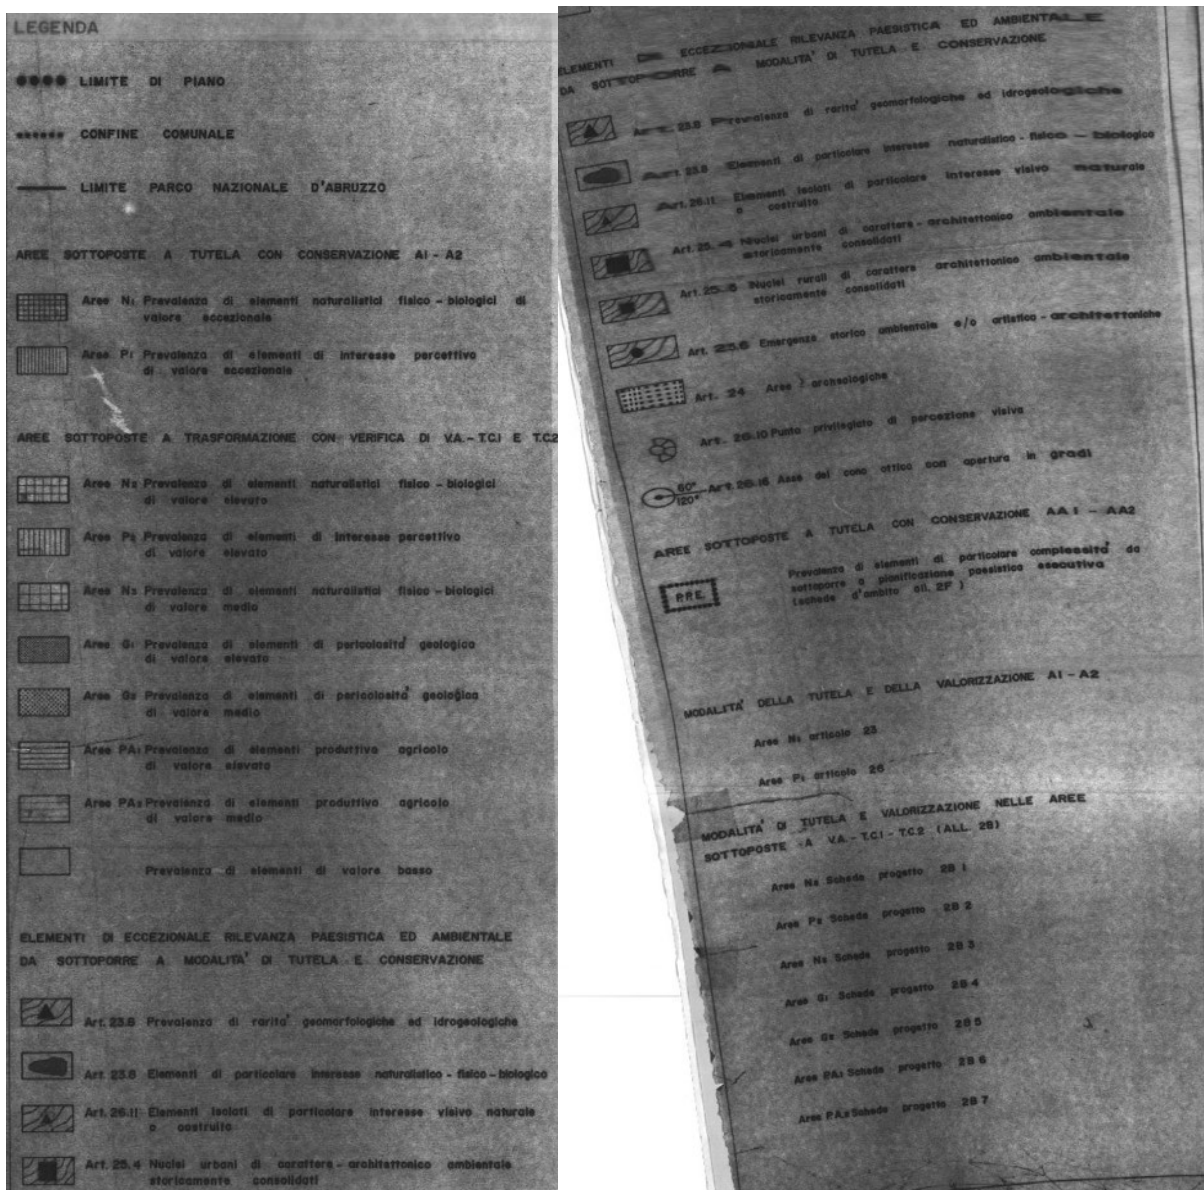 LEGENDA
LIMITE DI PIANO
CONFINE COMUNALE
LIMITE PARCO NAZIONALE D'ABRUZZO
AREE SOTTOPOSTE A TUTELA CON CONSERVAZIONE A1 - A2
Aree N1 Prevalenza di elementi naturalistici fisico - biologici di
valore eccezionale
Aree P1 Prevalenza di elementi di interesse percettivo
di valore eccezionale
AREE SOTTOPOSTE A TRASFORMAZIONE CON VERIFICA DI V.A. - T.C.1 E T.C.2
Aree N2 Prevalenza di elementi naturalistici fisico - biologici
di valore elevato
Aree P2 Prevalenza di elementi di interesse percettivo
di valore elevato
Aree N3 Prevalenza di elementi naturalistici fisico - biologici
di valore medio
Aree G1 Prevalenza di elementi di pericolosita' geologica
di valore elevato
Aree G2 Prevalenza di elementi di pericolosita' geologica
di valore medio
Aree PA1 Prevalenza di elementi produttivo agricolo
di valore elevato
Aree PA2 Prevalenza di elementi produttivo agricolo
di valore medio
Prevalenza di elementi di valore basso
ELEMENTI DI ECCEZIONALE RILEVANZA PAESISTICA ED AMBIENTALE
DA SOTTOPORRE A MODALITA' DI TUTELA E CONSERVAZIONE
Art. 23.8 Prevalenza di rarita' geomorfologiche ed idrogeologiche
Art. 23.8 Elementi di particolare interesse naturalistico - fisico - biologico
Art. 26.11 Elementi isolati di particolare interesse visivo naturale
o costruito
Art. 25.4 Nuclei urbani di carattere - architettonico ambientale
storicamente consolidati
ELEMENTI DI ECCEZIONALE RILEVANZA PAESISTICA ED AMBIENTALE
DA SOTTOPORRE A MODALITA' DI TUTELA E CONSERVAZIONE
Art. 23.8 Prevalenza di rarita' geomorfologiche ed idrogeologiche
Art. 23.8 Elementi di particolare interesse naturalistico - fisico - biologico
Art. 26.11 Elementi isolati di particolare interesse visivo naturale
o costruito
Art. 25.4 Nuclei urbani di carattere - architettonico ambientale
storicamente consolidati
Art. 25.5 Nuclei rurali di carattere architettonico ambientale
storicamente consolidati
Art. 25.6 Emergenze storico ambientale e/o artistico - architettoniche
Art. 24 Aree archeologiche
Art. 26.10 Punto privilegiato di percezione visiva
60°
120°
Art. 26.16 Asse del cono ottico con apertura in gradi
AREE SOTTOPOSTE A TUTELA CON CONSERVAZIONE AA1 - AA2
P.P.E.
Prevalenza di elementi di particolare complessita' da
sottoporre a pianificazione paesistica esecutiva
(schede d'ambito all. 2F )
MODALITA' DELLA TUTELA E DELLA VALORIZZAZIONE A1 - A2
Aree N1 articolo 23
Aree P1 articolo 26
MODALITA' DI TUTELA E VALORIZZAZIONE NELLE AREE
SOTTOPOSTE A V.A. - T.C.1 - T.C.2 ( ALL. 2B )
Aree N2 Scheda progetto 2B 1
Aree P2 Scheda progetto 2B 2
Aree N3 Scheda progetto 2B 3
Aree G1 Scheda progetto 2B 4
Aree G2 Scheda progetto 2B 5
Aree P.A.1 Scheda progetto 2B 6
Aree P.A.2 Scheda progetto 2B 7